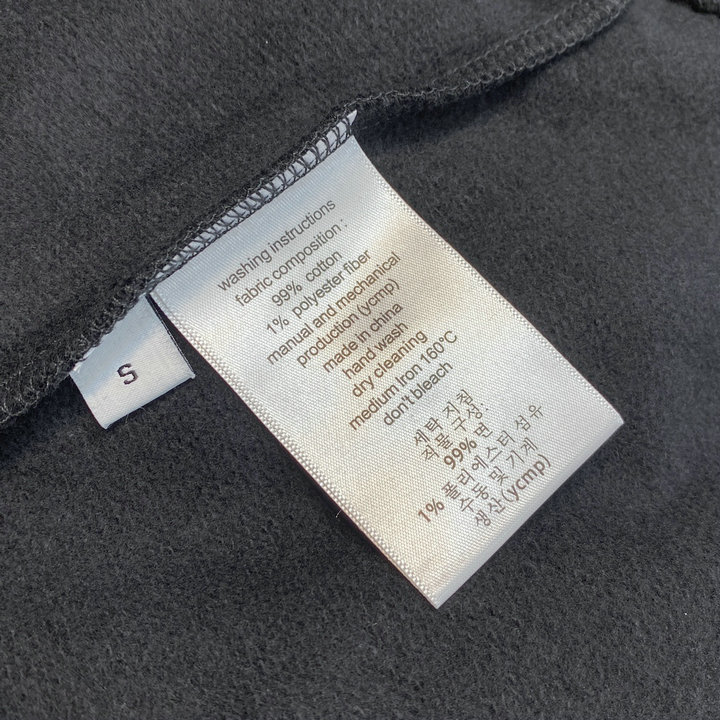 washing instructions
fabric composition :
99% cotton
1% polyester fiber
manual and mechanical
production (ycmp)
made in china
hand wash
dry cleaning
medium Iron 160°C
don't bleach
세탁 지침
직물 구성:
99% 면
1% 폴리에스터 섬유
수동 및 기계
생산(ycmp)
S